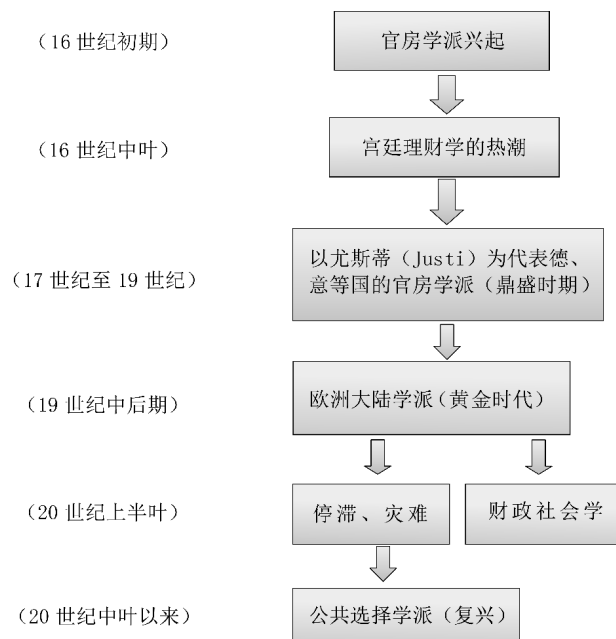 （16 世纪初期）
官房学派兴起
（16 世纪中叶）
宫廷理财学的热潮
（17 世纪至 19 世纪）
以尤斯蒂（Justi）为代表德、
意等国的官房学派（鼎盛时期）
（19 世纪中后期）
欧洲大陆学派（黄金时代）
（20 世纪上半叶）
停滞、灾难
财政社会学
（20 世纪中叶以来）
公共选择学派（复兴）